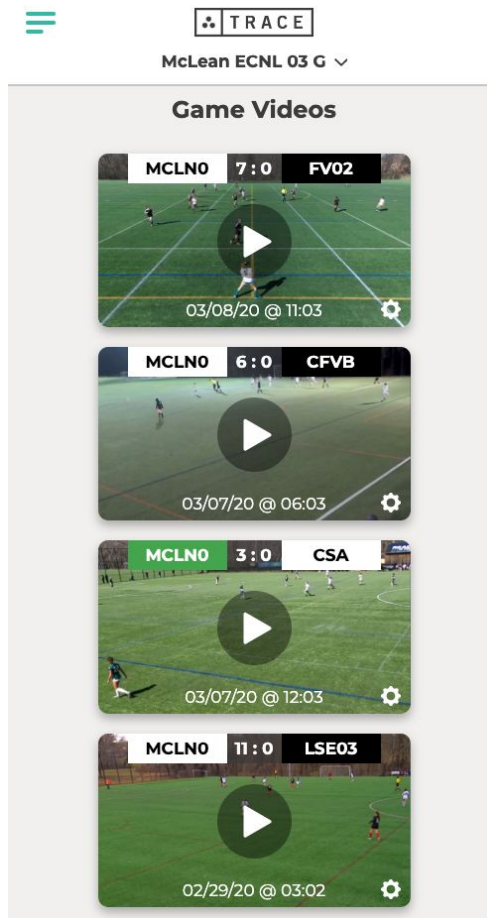 TRACE
McLean ECNL 03 G
Game Videos
MCLN0 7 : 0 FV02
03/08/20 @ 11:03
MCLN0 6 : 0 CFVB
03/07/20 @ 06:03
MCLN0 3 : 0 CSA
03/07/20 @ 12:03
MCLN0 11 : 0 LSE03
02/29/20 @ 03:02